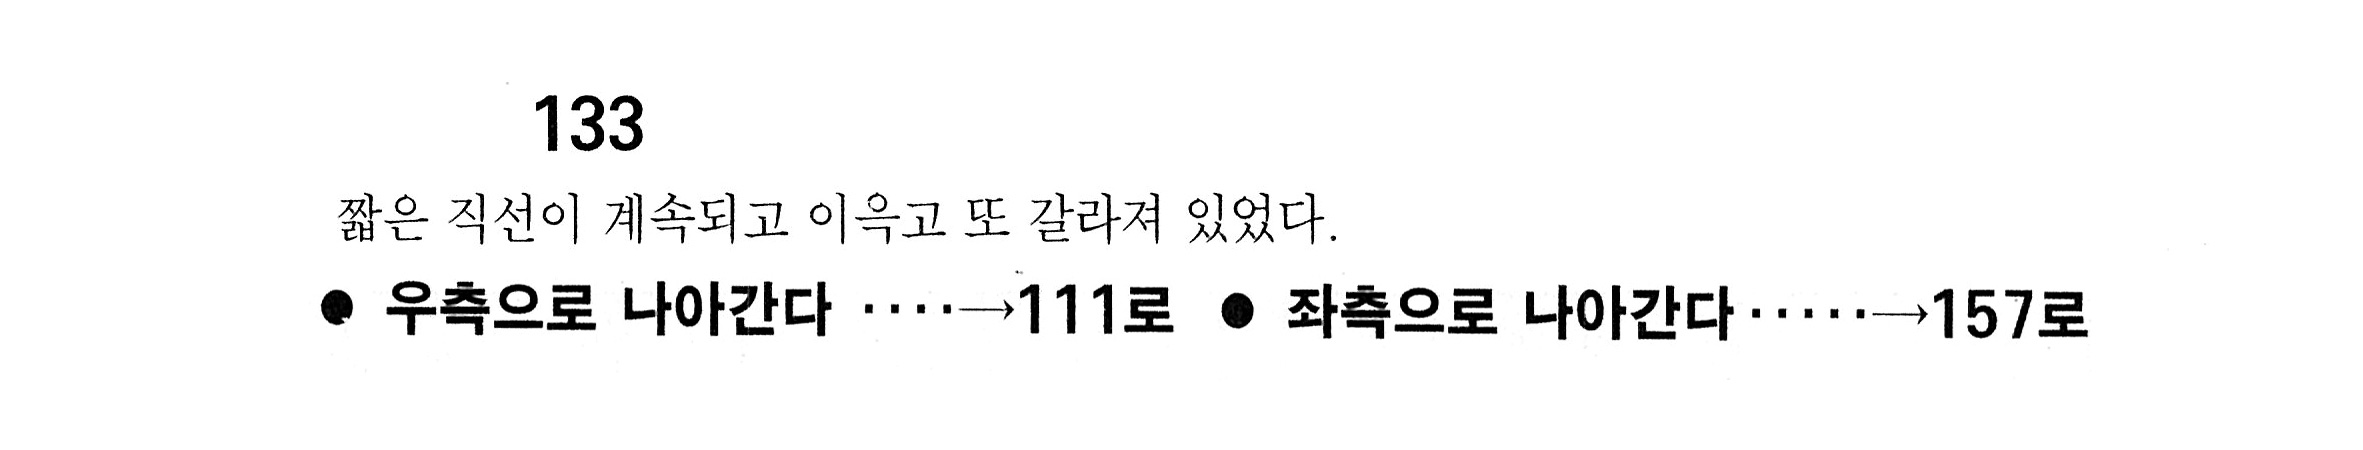 133
짧은 직선이 계속되고 이윽고 또 갈라져 있었다.
● 우측으로 나아간다 ····→111로 ● 좌측으로 나아간다·····→157로